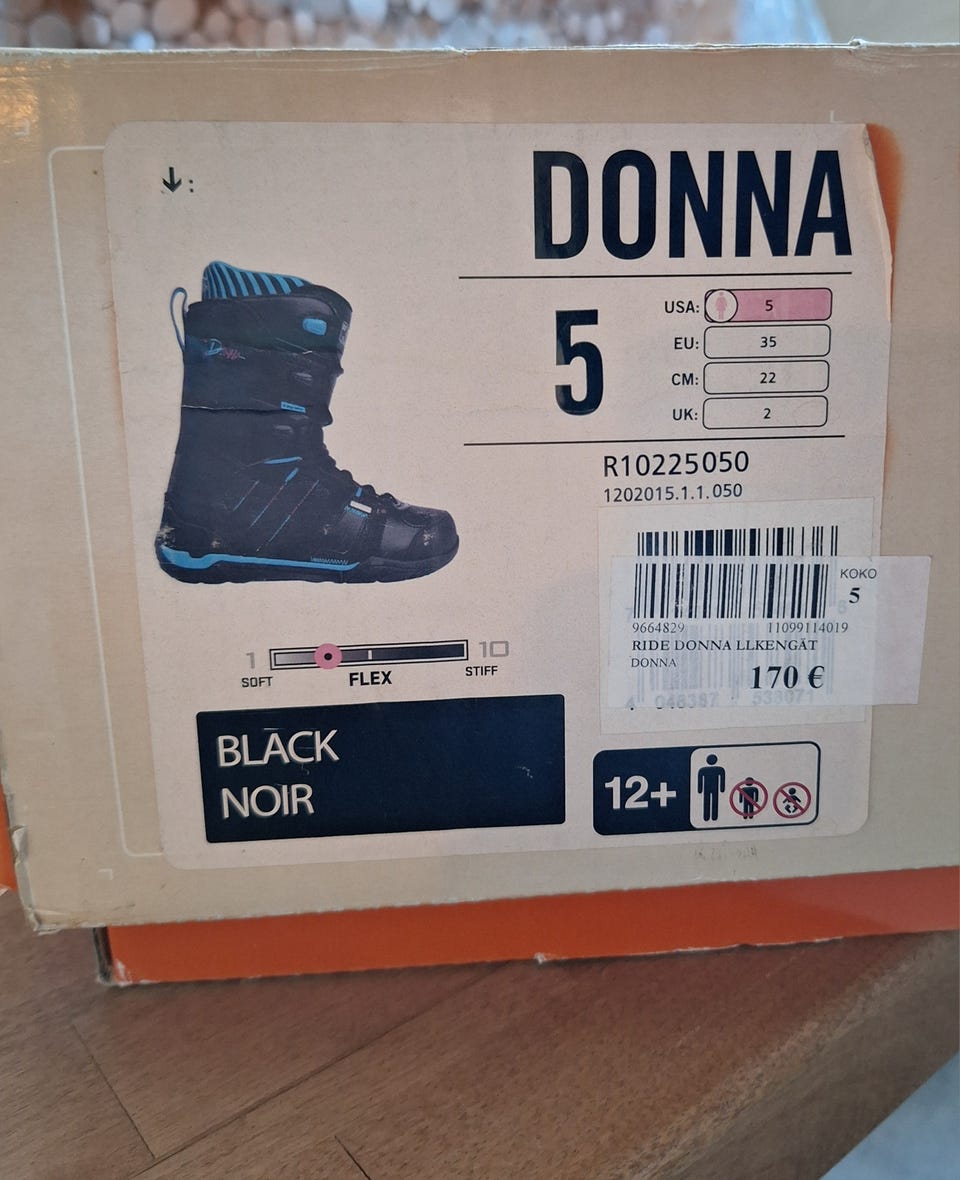 DONNA
5
USA: 5
EU: 35
CM: 22
UK: 2
R10225050
1202015.1.1.050
KOKO
5
9664829 11099114019
RIDE DONNA LLKENGÄT
DONNA
170 €
1 10
SOFT FLEX STIFF
BLACK
NOIR
12+